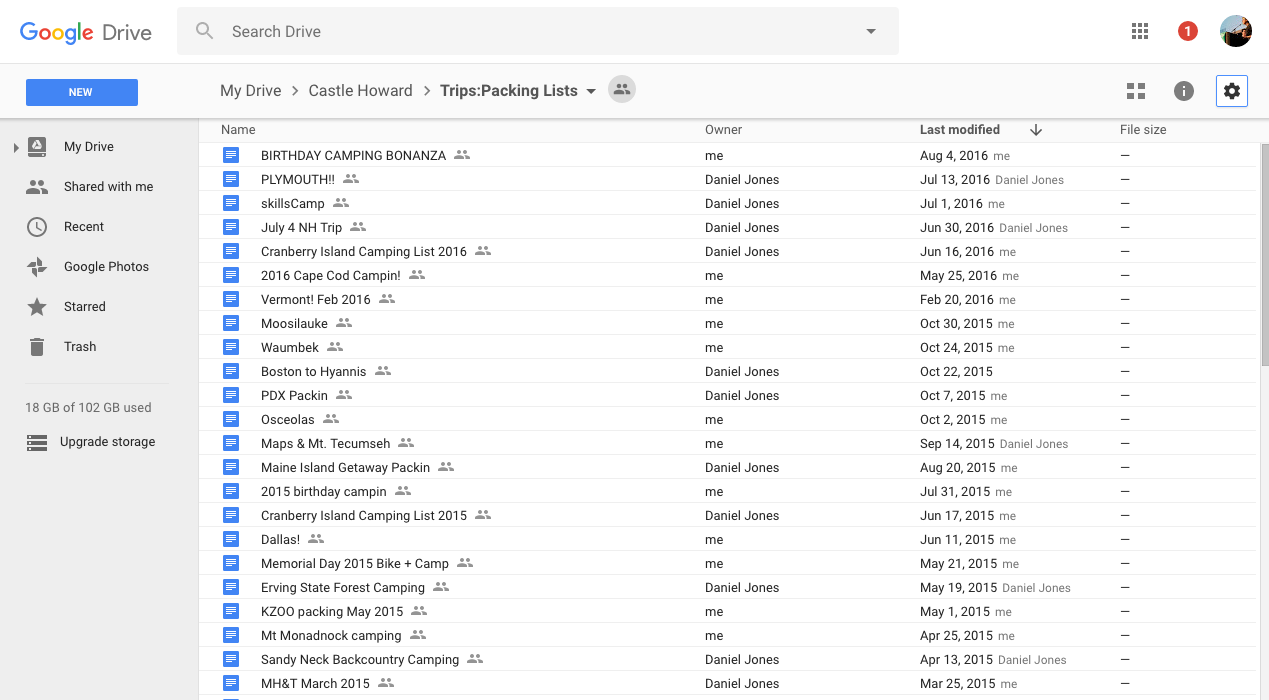 Google Drive
Search Drive
1
NEW
My Drive > Castle Howard > Trips:Packing Lists
My Drive
Shared with me
Recent
Google Photos
Starred
Trash
18 GB of 102 GB used
Upgrade storage
Name Owner Last modified File size
BIRTHDAY CAMPING BONANZA me Aug 4, 2016 me —
PLYMOUTH!! Daniel Jones Jul 13, 2016 Daniel Jones —
skillsCamp Daniel Jones Jul 1, 2016 me —
July 4 NH Trip Daniel Jones Jun 30, 2016 Daniel Jones —
Cranberry Island Camping List 2016 Daniel Jones Jun 16, 2016 me —
2016 Cape Cod Campin! me May 25, 2016 me —
Vermont! Feb 2016 me Feb 20, 2016 me —
Moosilauke me Oct 30, 2015 me —
Waumbek me Oct 24, 2015 me —
Boston to Hyannis Daniel Jones Oct 22, 2015 —
PDX Packin Daniel Jones Oct 7, 2015 me —
Osceolas me Oct 2, 2015 me —
Maps & Mt. Tecumseh me Sep 14, 2015 Daniel Jones —
Maine Island Getaway Packin Daniel Jones Aug 20, 2015 me —
2015 birthday campin me Jul 31, 2015 me —
Cranberry Island Camping List 2015 Daniel Jones Jun 17, 2015 me —
Dallas! me Jun 11, 2015 me —
Memorial Day 2015 Bike + Camp me May 21, 2015 me —
Erving State Forest Camping Daniel Jones May 19, 2015 Daniel Jones —
KZOO packing May 2015 me May 1, 2015 me —
Mt Monadnock camping me Apr 25, 2015 me —
Sandy Neck Backcountry Camping Daniel Jones Apr 13, 2015 Daniel Jones —
MH&T March 2015 Daniel Jones Mar 25, 2015 me —